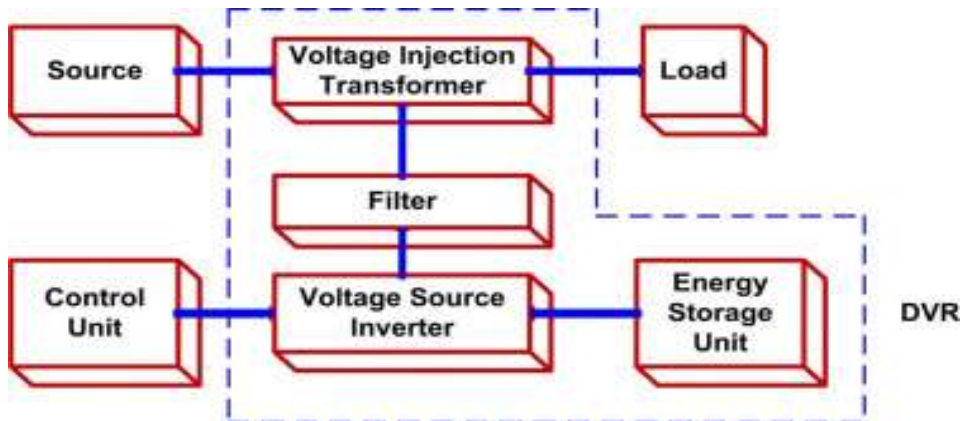 Source
Voltage Injection
Transformer
Load
Filter
Control
Unit
Voltage Source
Inverter
Energy
Storage
Unit
DVR